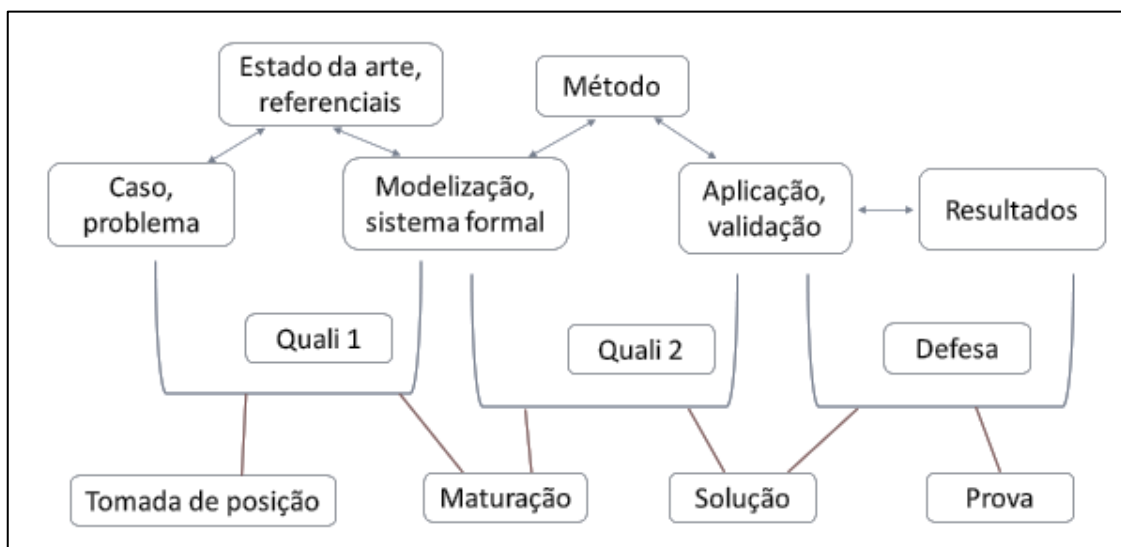 Estado da arte,
referenciais
Método
Caso,
problema
Modelização,
sistema formal
Aplicação,
validação
Resultados
Quali 1
Quali 2
Defesa
Tomada de posição
Maturação
Solução
Prova